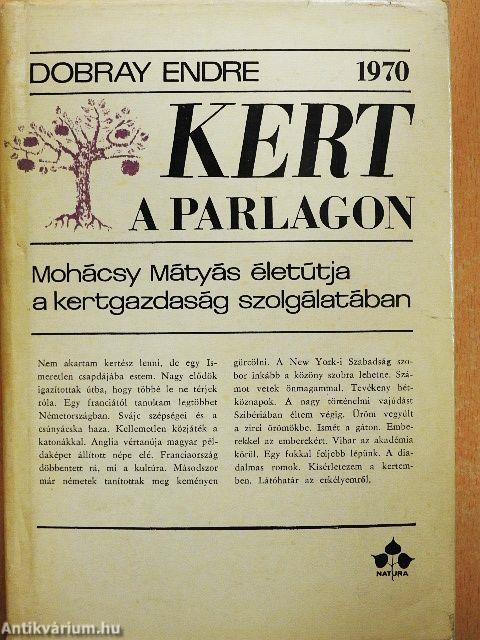 DOBRAY ENDRE 1970
KERT
A PARLAGON
Mohácsy Mátyás életútja
a kertgazdaság szolgálatában
Nem akartam kertész lenni, de egy Is-
meretlen csapdájába estem. Nagy elődök
igazítottak útba, hogy többé le ne térjek
róla. Egy franciától tanultam legtöbbet
Németországban. Svájc szépségei és a
csúnyácska haza. Kellemetlen közjáték a
katonákkal. Anglia vértanúja magyar pél-
daképet állított népe elé. Franciaország
döbbentett rá, mi a kultúra. Másodszor
már németek tanítottak meg keményen
gürcölni. A New York-i Szabadság szo-
bor inkább a közöny szobra lehetne. Szá-
mot vetek önmagammal. Tevékeny hét-
köznapok. A nagy történelmi vajúdást
Szibériában éltem végig. Üröm vegyült
a zirci örömökbe. Ismét a gáton. Embe-
rekkel az emberekért. Vihar az akadémia
körül. Egy fokkal feljebb lépünk. A dia-
dalmas romok. Kísérletezem a kertem-
ben. Látóhatár az erkélyemről.
NATURA
Antikvárium.hu